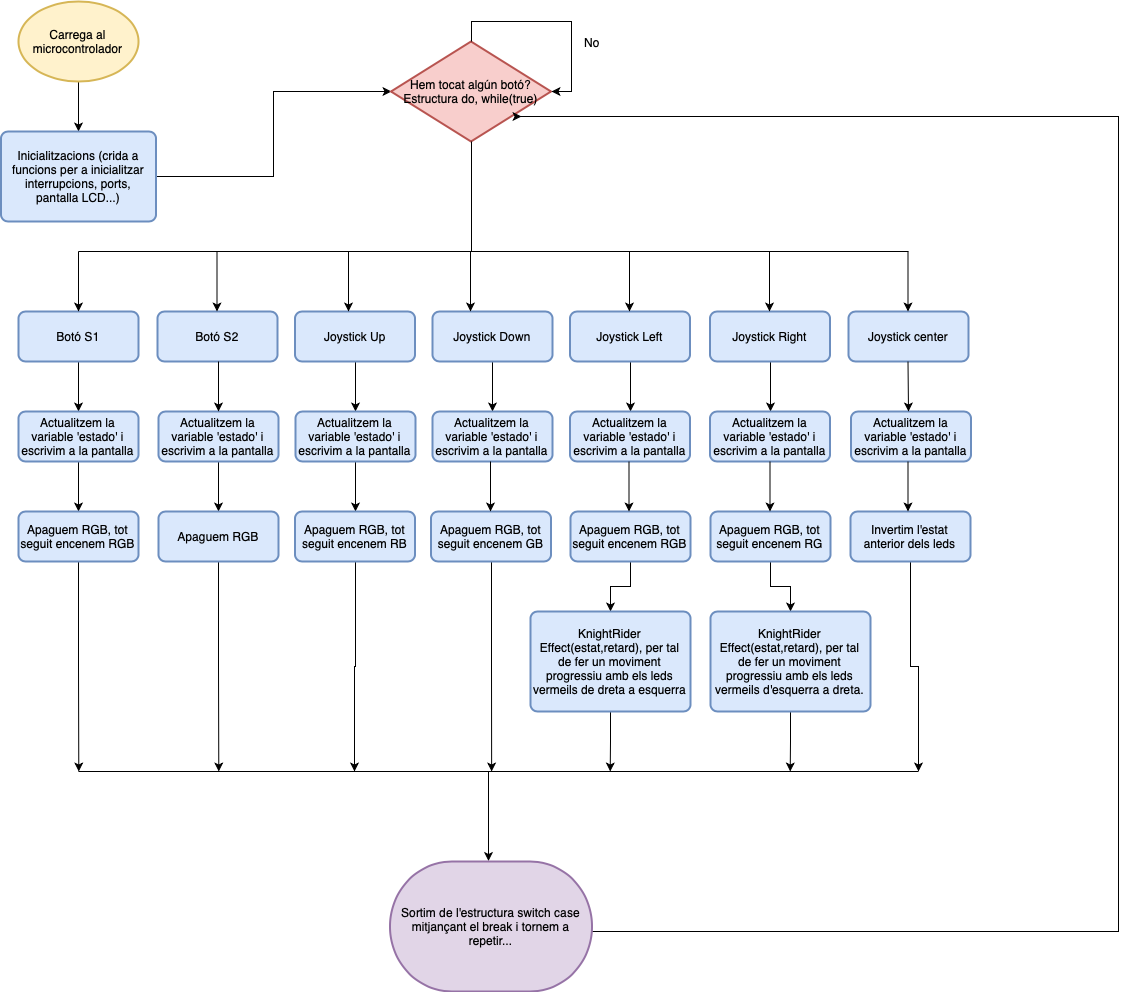 Carrega al
microcontrolador
No
Hem tocat algún botó?
Estructura do, while(true)
Inicialitzacions (crida a
funcions per a inicialitzar
interrupcions, ports,
pantalla LCD...)
Botó S1
Botó S2
Joystick Up
Joystick Down
Joystick Left
Joystick Right
Joystick center
Actualitzem la
variable 'estado' i
escrivim a la pantalla
Actualitzem la
variable 'estado' i
escrivim a la pantalla
Actualitzem la
variable 'estado' i
escrivim a la pantalla
Actualitzem la
variable 'estado' i
escrivim a la pantalla
Actualitzem la
variable 'estado' i
escrivim a la pantalla
Actualitzem la
variable 'estado' i
escrivim a la pantalla
Actualitzem la
variable 'estado' i
escrivim a la pantalla
Apaguem RGB, tot
seguit encenem RGB
Apaguem RGB
Apaguem RGB, tot
seguit encenem RB
Apaguem RGB, tot
seguit encenem GB
Apaguem RGB, tot
seguit encenem RGB
Apaguem RGB, tot
seguit encenem RG
Invertim l'estat
anterior dels leds
KnightRider
Effect(estat,retard), per tal
de fer un moviment
progressiu amb els leds
vermeils de dreta a esquerra
KnightRider
Effect(estat,retard), per tal
de fer un moviment
progressiu amb els leds
vermeils d'esquerra a dreta.
Sortim de l'estructura switch case
mitjançant el break i tornem a
repetir...